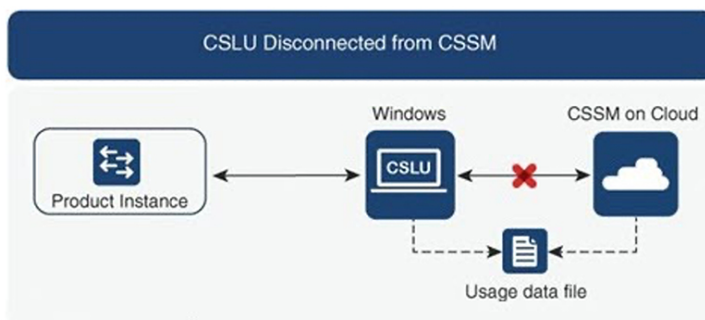 CSLU Disconnected from CSSM
Windows
CSSM on Cloud
CSLU
Product Instance
Usage data file